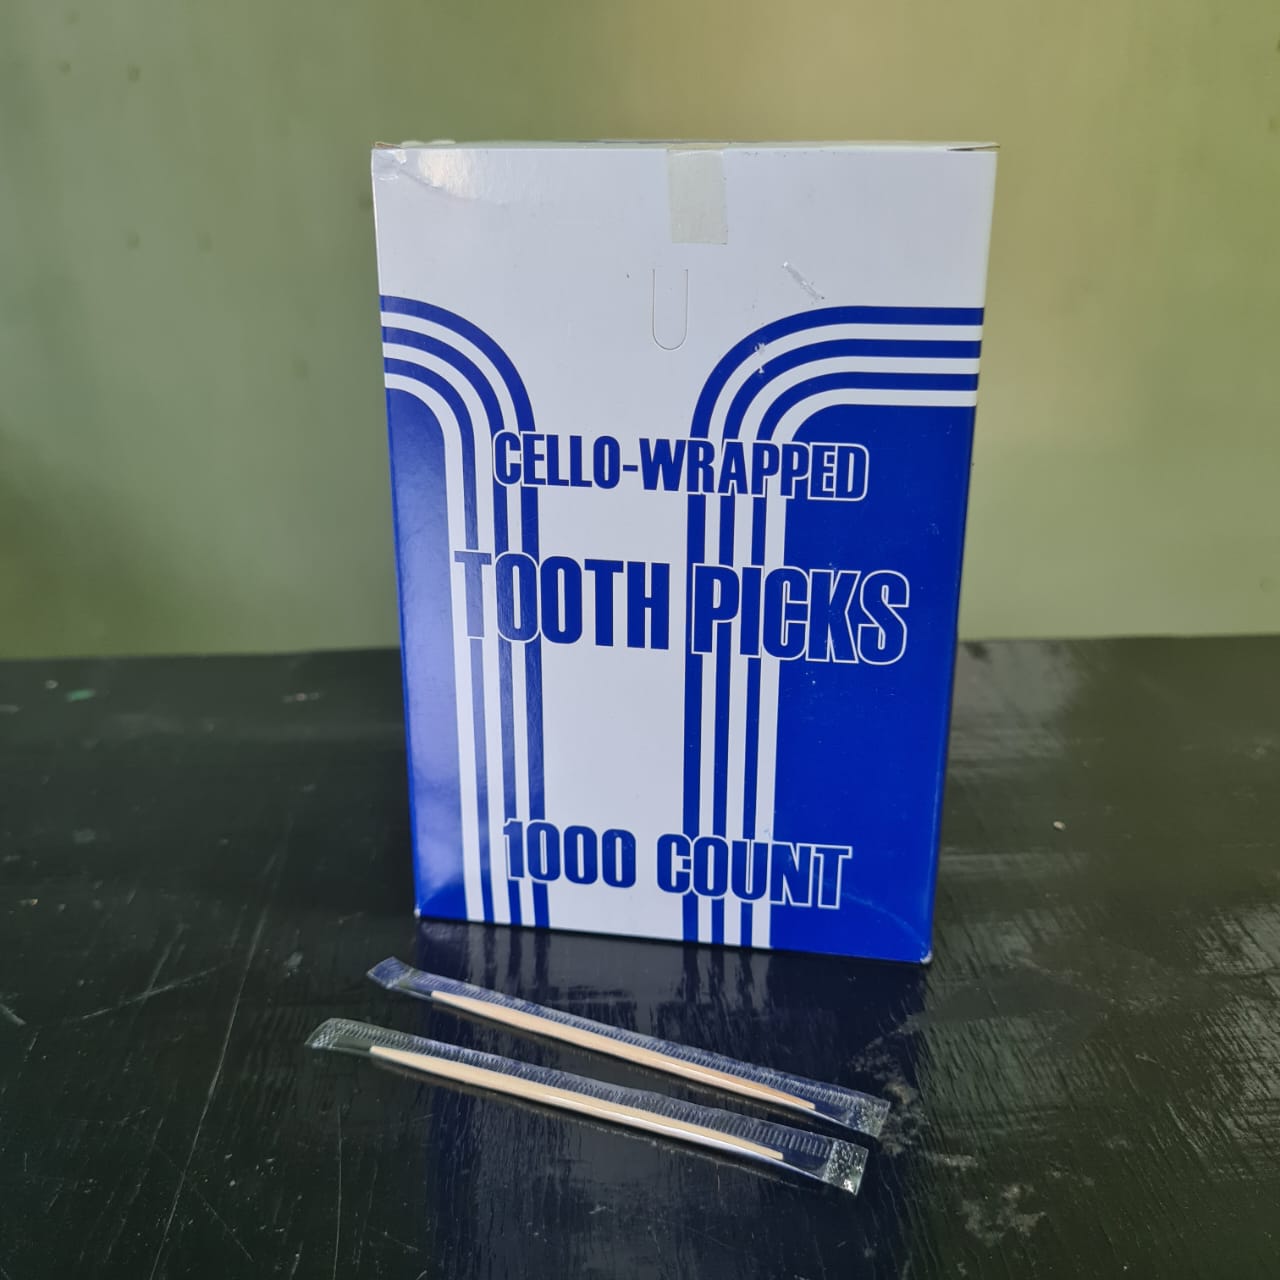 CELLO-WRAPPED
TOOTH PICKS
1000 COUNT